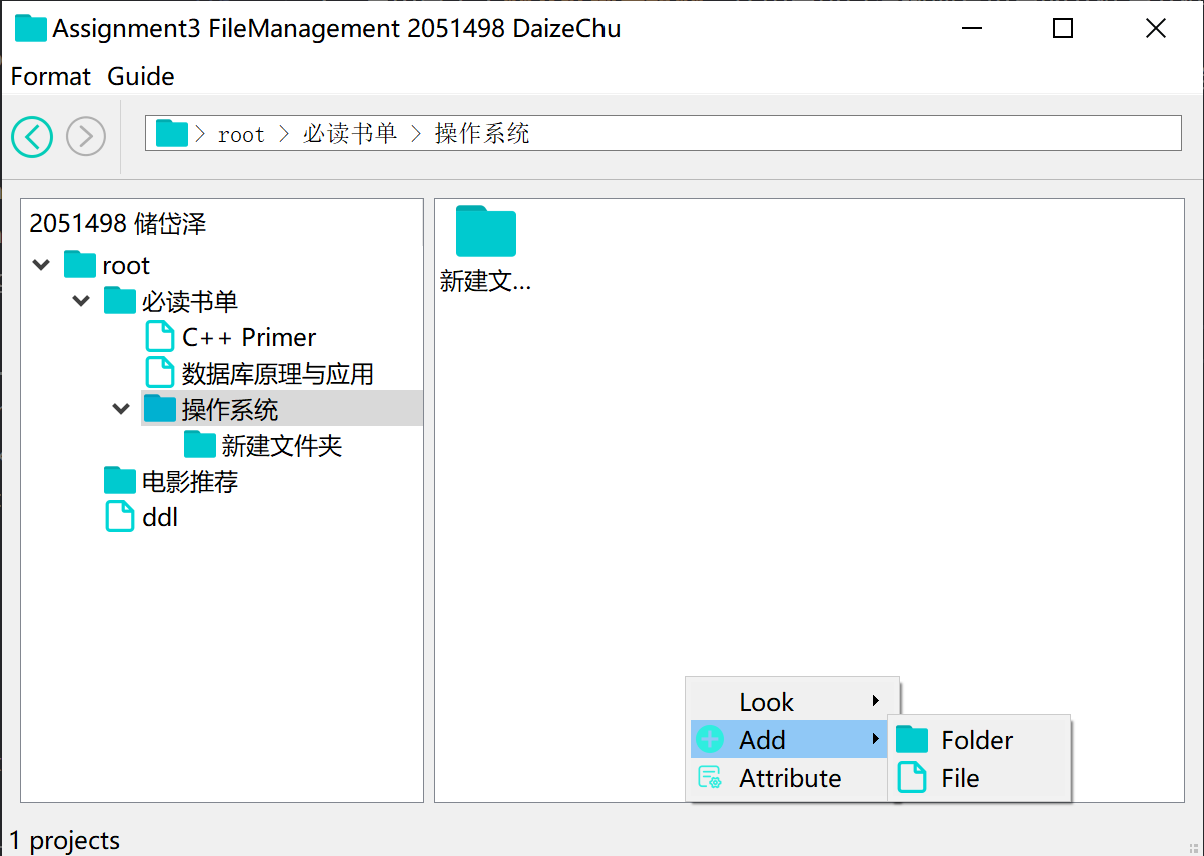 Assignment3 FileManagement 2051498 DaizeChu
Format Guide
root 必读书单 操作系统
2051498 储岱泽
root
必读书单
C++ Primer
数据库原理与应用
操作系统
新建文件夹
电影推荐
ddl
新建文...
Look
Add
Attribute
Folder
File
1 projects